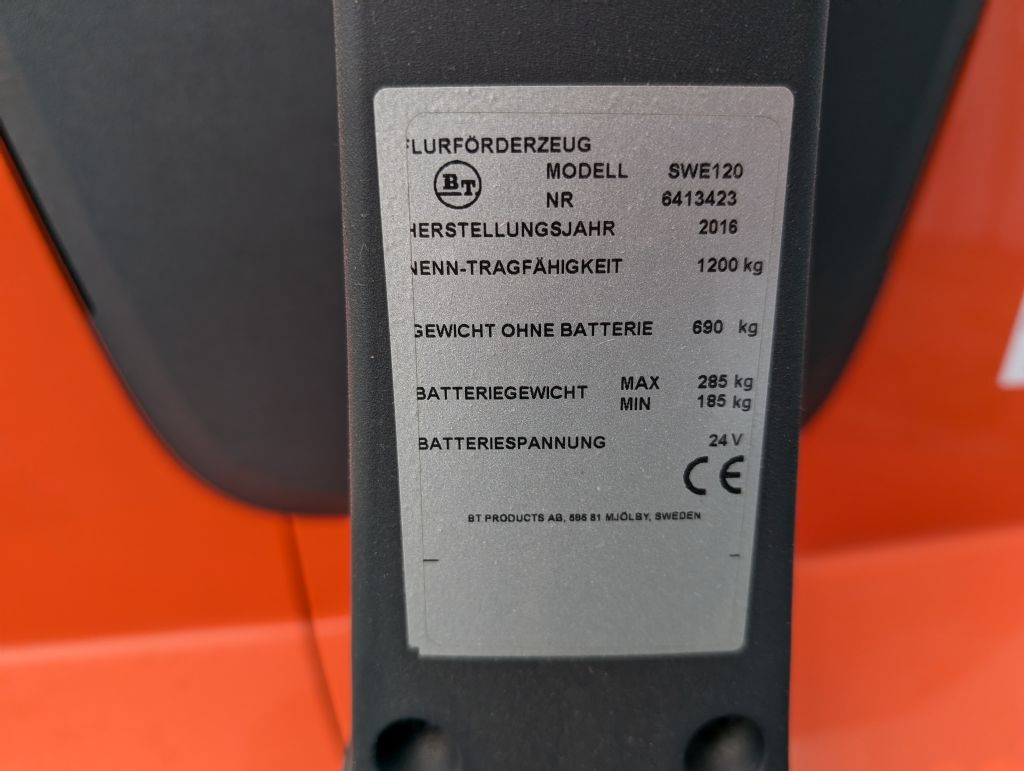 FLURFÖRDERZEUG
BT MODELL SWE120
NR 6413423
HERSTELLUNGSJAHR 2016
NENN-TRAGFÄHIGKEIT 1200 kg
GEWICHT OHNE BATTERIE 690 kg
BATTERIEGEWICHT MAX 285 kg
MIN 185 kg
BATTERIESPANNUNG 24 V
CE
BT PRODUCTS AB, 595 81 MJÖLBY, SWEDEN